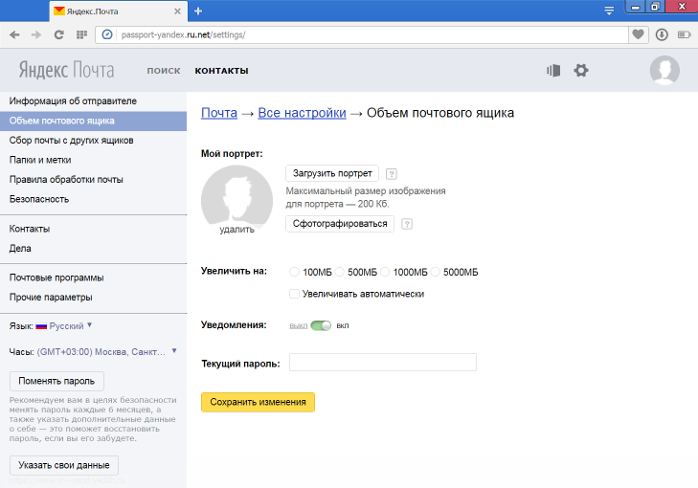 Яндекс.Почта
passport-yandex.ru.net/settings/
Яндекс Почта ПОИСК КОНТАКТЫ
Информация об отправителе
Объем почтового ящика
Сбор почты с других ящиков
Папки и метки
Правила обработки почты
Безопасность
Контакты
Дела
Почтовые программы
Прочие параметры
Язык: Русский
Часы: (GMT+03:00) Москва, Санкт...
Поменять пароль
Рекомендуем вам в целях безопасности
менять пароль каждые 6 месяцев, а
также указать дополнительные данные
о себе — это поможет восстановить
пароль, если вы его забудете.
Указать свои данные
Почта → Все настройки → Объем почтового ящика
Мой портрет:
удалить
Загрузить портрет ?
Максимальный размер изображения
для портрета — 200 Кб.
Сфотографироваться ?
Увеличить на: 100МБ 500МБ 1000МБ 5000МБ
Увеличивать автоматически
Уведомления: выкл вкл
Текущий пароль:
Сохранить изменения